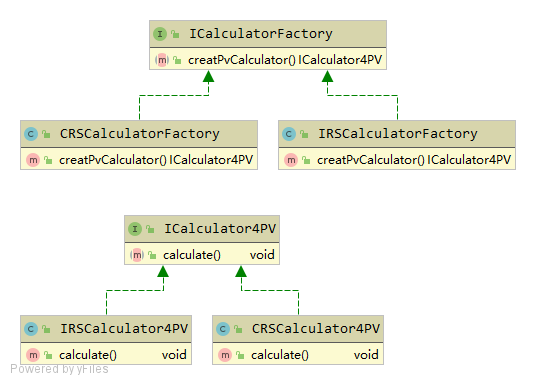 I ICalculatorFactory
m creatPvCalculator() ICalculator4PV
C CRSCalculatorFactory
m creatPvCalculator() ICalculator4PV
C IRSCalculatorFactory
m creatPvCalculator() ICalculator4PV
I ICalculator4PV
m calculate() void
C IRSCalculator4PV
m calculate() void
C CRSCalculator4PV
m calculate() void
Powered by yFiles